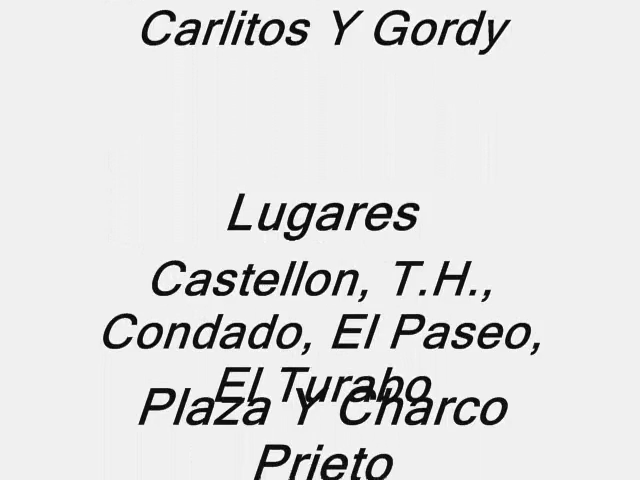 Carlitos Y Gordy
Lugares
Castellon, T.H.,
Condado, El Paseo,
El Turabo
Plaza Y Charco
Prieto